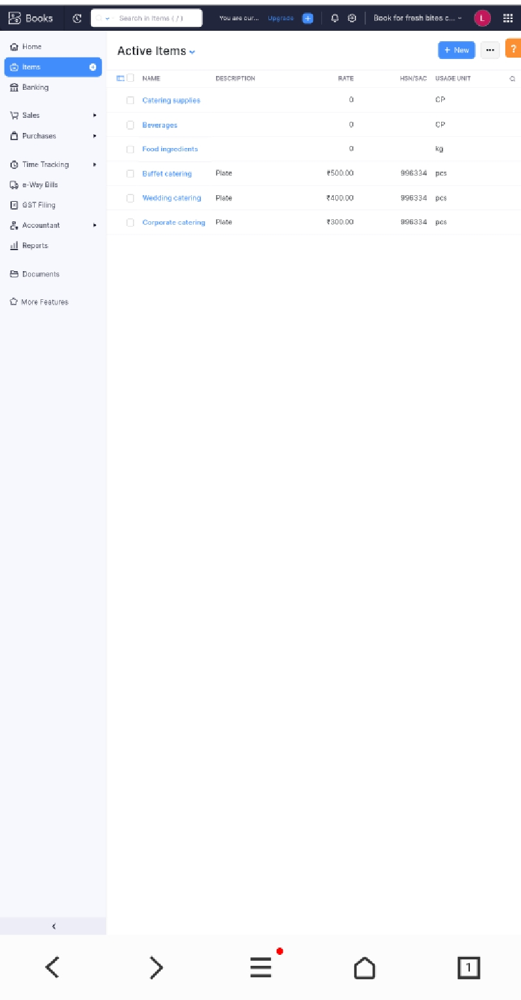 Books Search in Items ( / ) You are cur... Upgrade Book for fresh bites c... L
Home
Items
Banking
Sales
Purchases
Time Tracking
e-Way Bills
GST Filing
Accountant
Reports
Documents
More Features
Active Items
+ New ... ?
NAME DESCRIPTION RATE HSN/SAC USAGE UNIT
Catering supplies 0 CP
Beverages 0 CP
Food ingredients 0 kg
Buffet catering Plate ₹500.00 996334 pcs
Wedding catering Plate ₹400.00 996334 pcs
Corporate catering Plate ₹300.00 996334 pcs
1